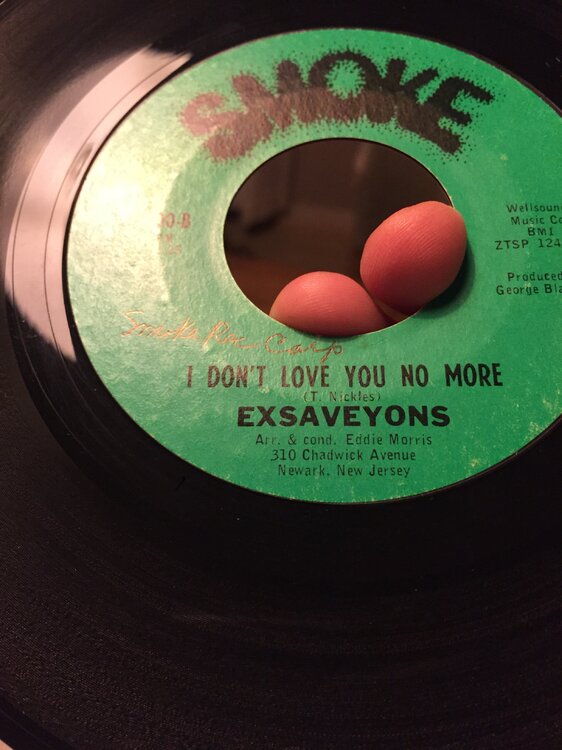 SMOKE
0-B
Wellsoun
Music Co
BMI
ZTSP 124
Produced
George Bla
Smoke Rec Corp
I DON'T LOVE YOU NO MORE
(T. Nickles)
EXSAVEYONS
Arr. & cond. Eddie Morris
310 Chadwick Avenue
Newark, New Jersey